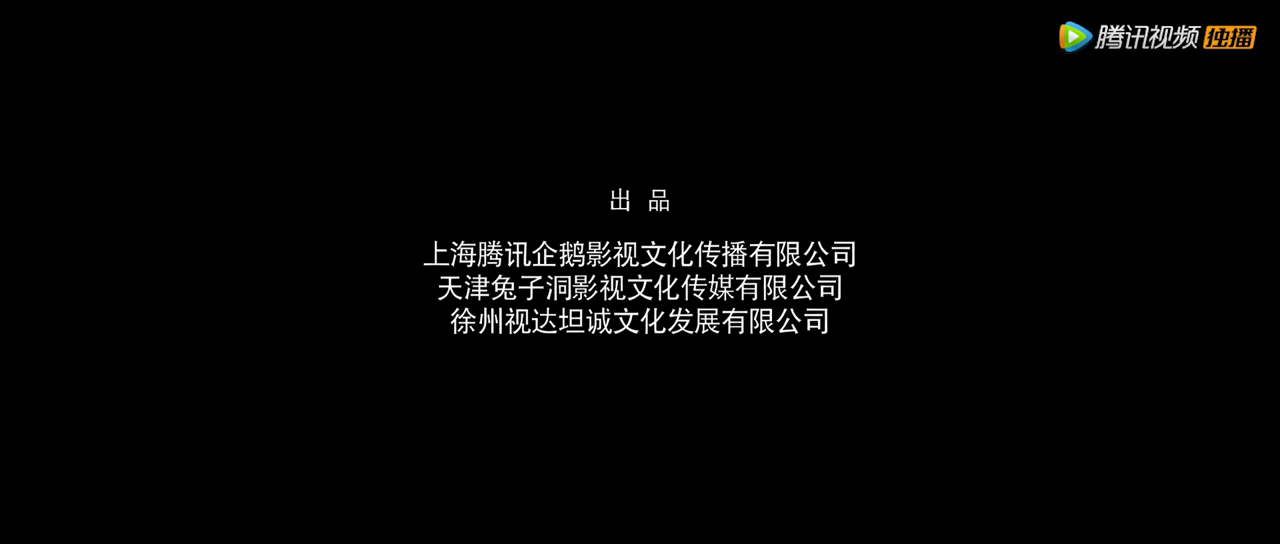 腾讯视频 独播
出 品
上海腾讯企鹅影视文化传播有限公司
天津兔子洞影视文化传媒有限公司
徐州视达坦诚文化发展有限公司